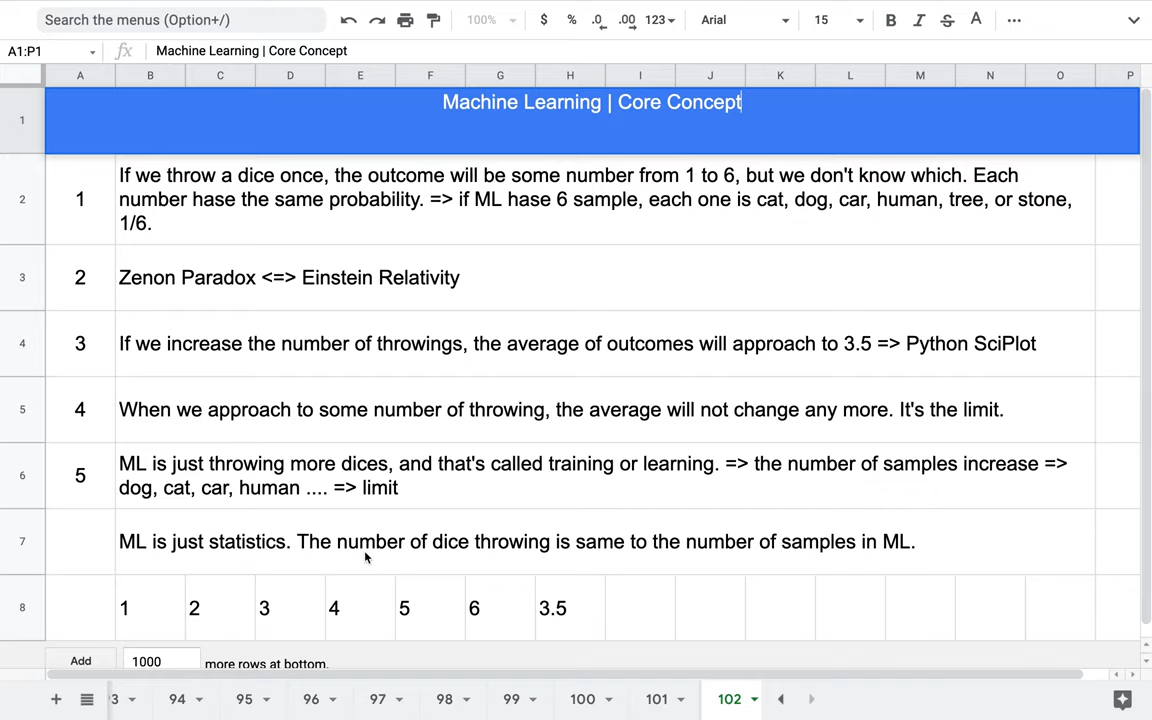 Search the menus (Option+/)
100%
$ % .0 .00 123
Arial
15
B I S A
A1:P1
fx
Machine Learning | Core Concept
A B C D E F G H I J K L M N O P
1
Machine Learning | Core Concept
2
1
If we throw a dice once, the outcome will be some number from 1 to 6, but we don't know which. Each
number hase the same probability. => if ML hase 6 sample, each one is cat, dog, car, human, tree, or stone,
1/6.
3
2
Zenon Paradox <=> Einstein Relativity
4
3
If we increase the number of throwings, the average of outcomes will approach to 3.5 => Python SciPlot
5
4
When we approach to some number of throwing, the average will not change any more. It's the limit.
6
5
ML is just throwing more dices, and that's called training or learning. => the number of samples increase =>
dog, cat, car, human .... => limit
7
ML is just statistics. The number of dice throwing is same to the number of samples in ML.
8
1 2 3 4 5 6 3.5
Add 1000 more rows at bottom.
3 94 95 96 97 98 99 100 101 102